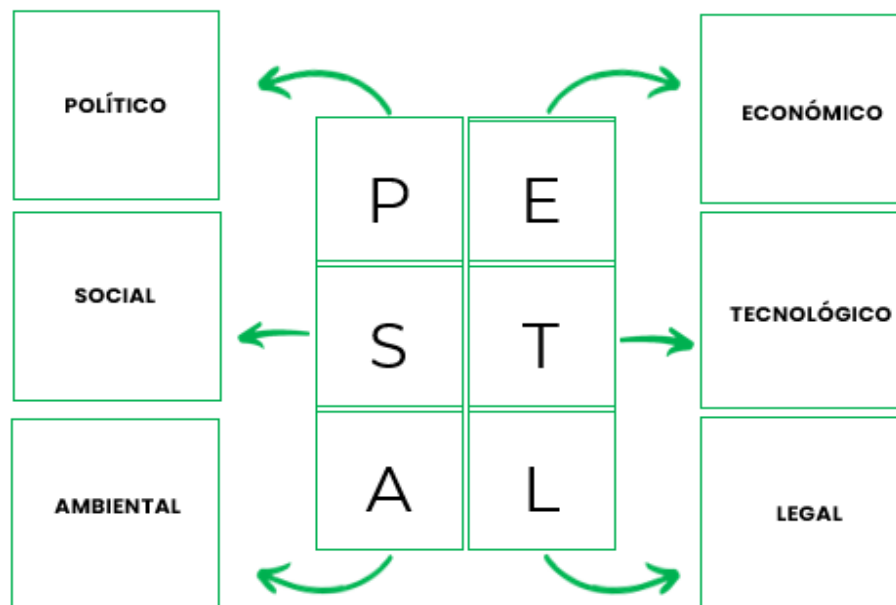 POLÍTICO
ECONÓMICO
P E
SOCIAL
TECNOLÓGICO
S T
AMBIENTAL
LEGAL
A L